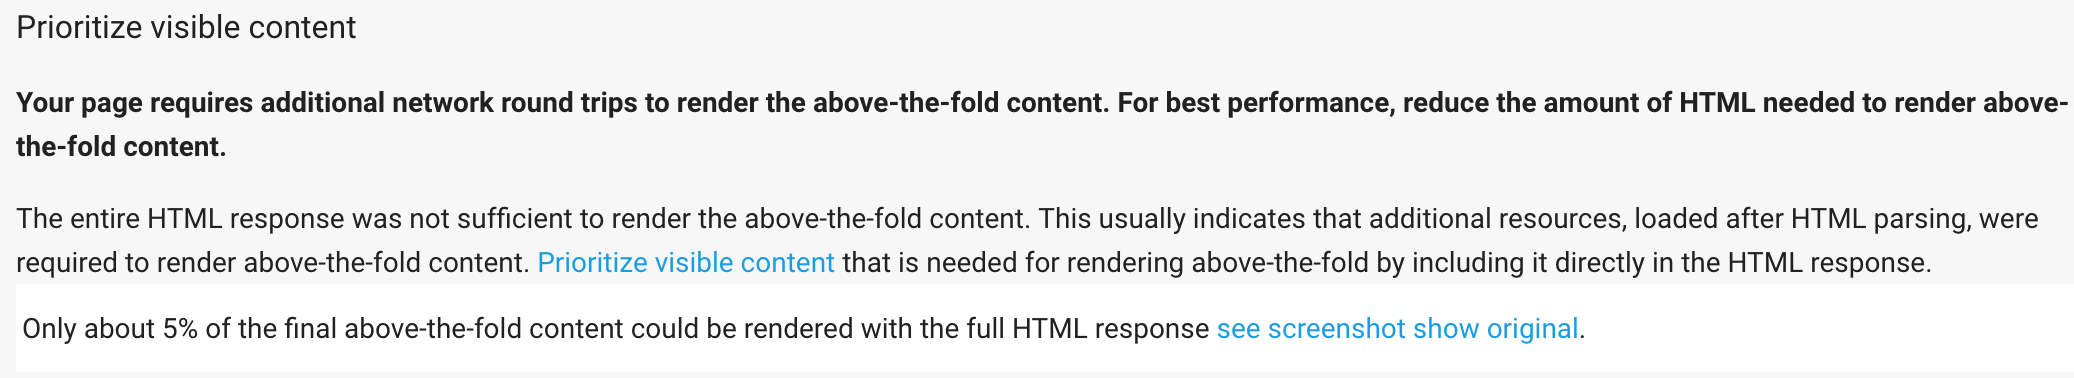 Prioritize visible content
Your page requires additional network round trips to render the above-the-fold content. For best performance, reduce the amount of HTML needed to render above-
the-fold content.
The entire HTML response was not sufficient to render the above-the-fold content. This usually indicates that additional resources, loaded after HTML parsing, were
required to render above-the-fold content. Prioritize visible content that is needed for rendering above-the-fold by including it directly in the HTML response.
Only about 5% of the final above-the-fold content could be rendered with the full HTML response see screenshot show original.